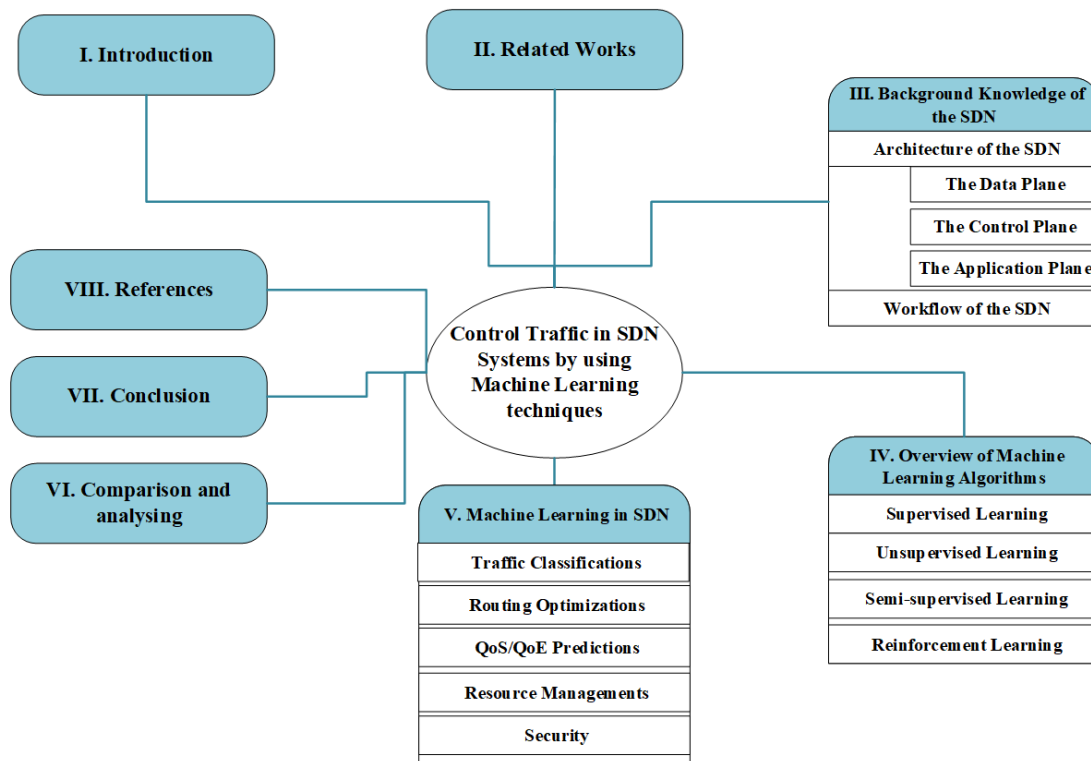 I. Introduction
II. Related Works
III. Background Knowledge of
the SDN
Architecture of the SDN
The Data Plane
The Control Plane
The Application Plane
Workflow of the SDN
VIII. References
VII. Conclusion
VI. Comparison and
analysing
Control Traffic in SDN
Systems by using
Machine Learning
techniques
IV. Overview of Machine
Learning Algorithms
Supervised Learning
Unsupervised Learning
Semi-supervised Learning
Reinforcement Learning
V. Machine Learning in SDN
Traffic Classifications
Routing Optimizations
QoS/QoE Predictions
Resource Managements
Security